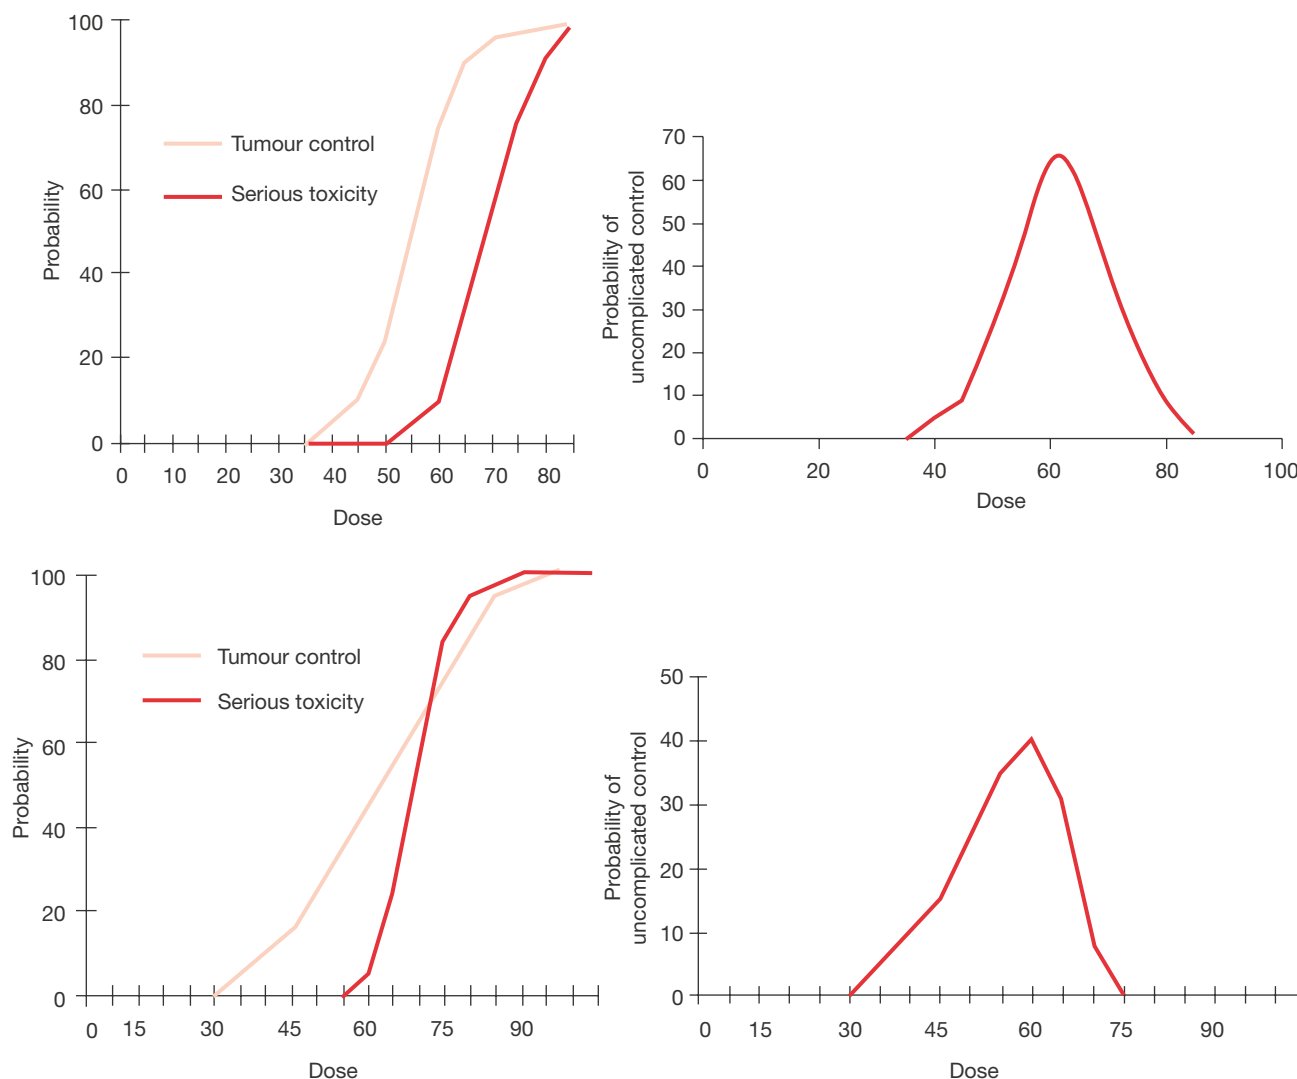 100
80
60
40
20
0
Probability
Tumour control
Serious toxicity
0 10 20 30 40 50 60 70 80
Dose
70
60
50
40
30
20
10
0
Probability of
uncomplicated control
0 20 40 60 80 100
Dose
100
80
60
40
20
0
Probability
Tumour control
Serious toxicity
0 15 30 45 60 75 90
Dose
50
40
30
20
10
0
Probability of
uncomplicated control
0 15 30 45 60 75 90
Dose